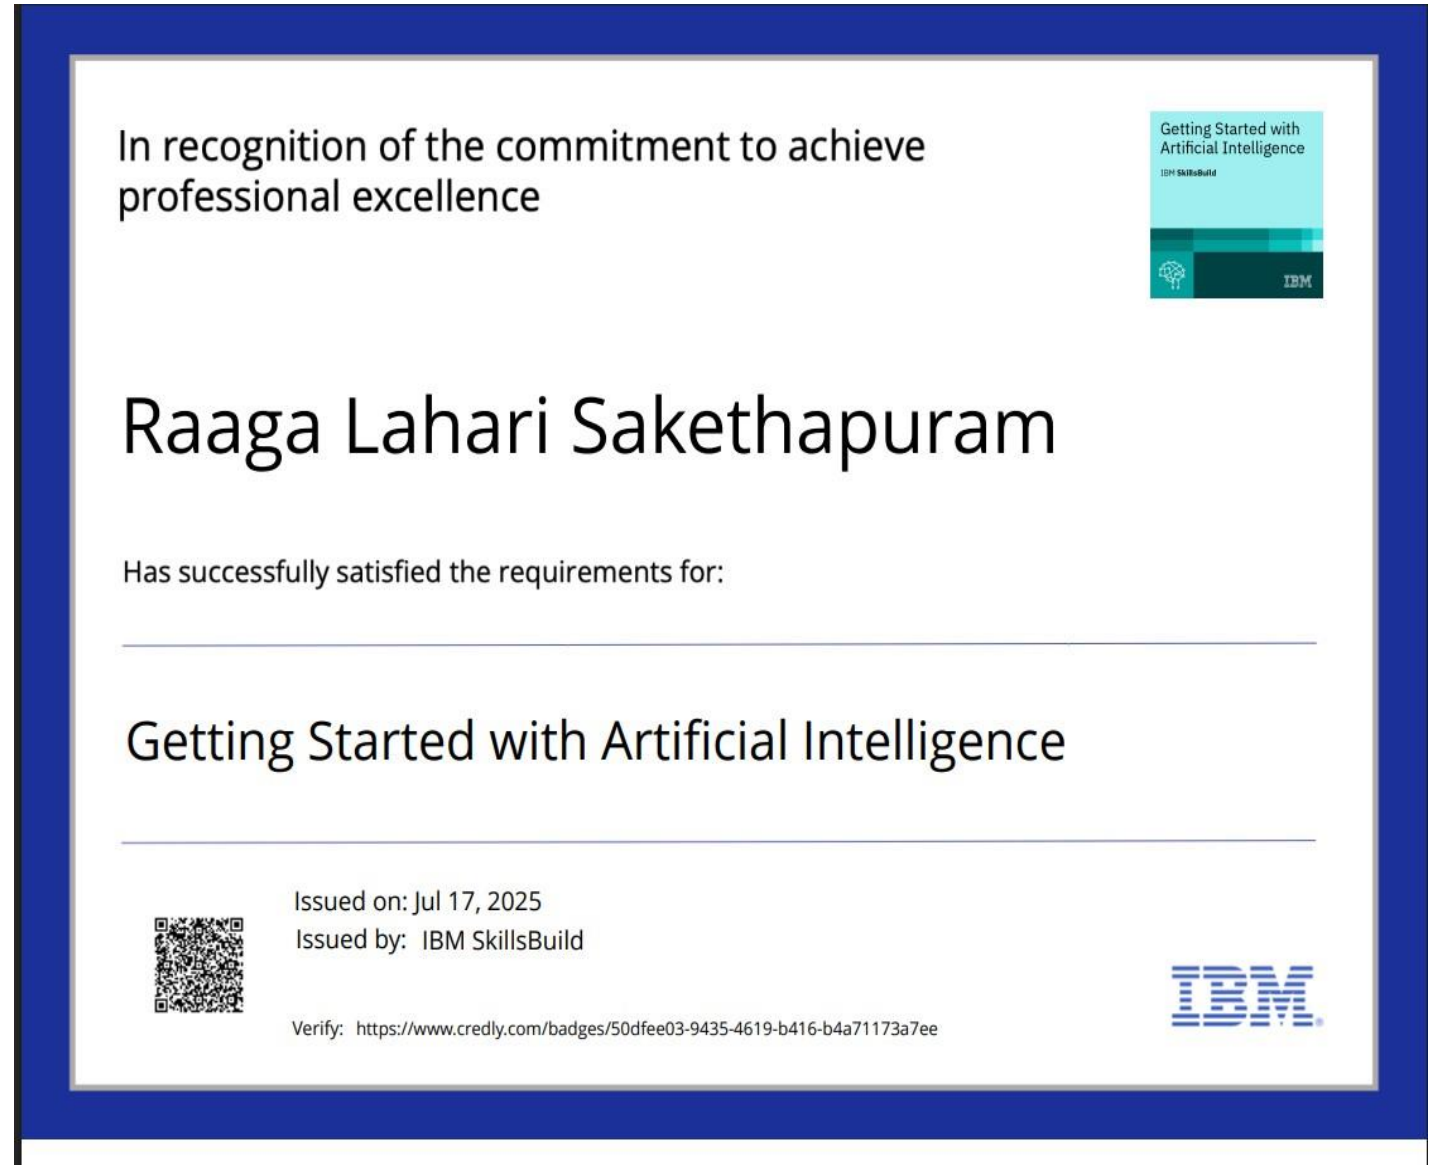 In recognition of the commitment to achieve
professional excellence
Getting Started with
Artificial Intelligence
IBM SkillsBuild
IBM
Raaga Lahari Sakethapuram
Has successfully satisfied the requirements for:
Getting Started with Artificial Intelligence
Issued on: Jul 17, 2025
Issued by: IBM SkillsBuild
Verify: https://www.credly.com/badges/50dfee03-9435-4619-b416-b4a71173a7ee
IBM®